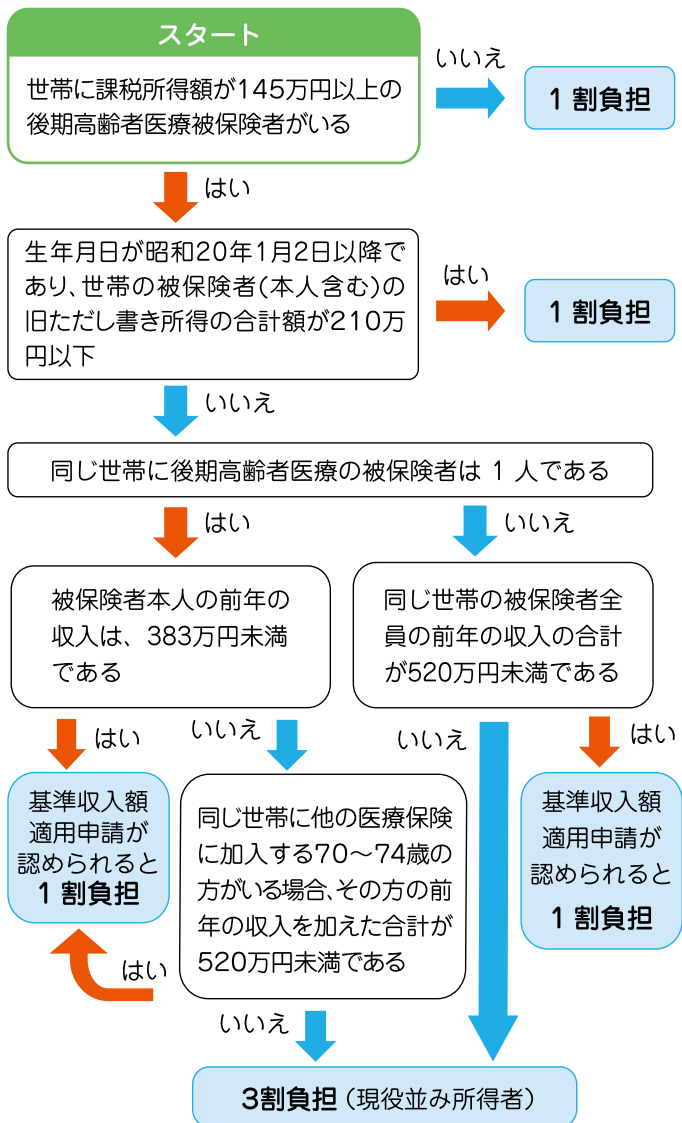 スタート
世帯に課税所得額が145万円以上の
後期高齢者医療被保険者がいる
いいえ
1 割負担
はい
生年月日が昭和20年1月2日以降で
あり、世帯の被保険者(本人含む)の
旧ただし書き所得の合計額が210万
円以下
はい
1 割負担
いいえ
同じ世帯に後期高齢者医療の被保険者は 1 人である
はい
いいえ
被保険者本人の前年の
収入は、383万円未満
である
同じ世帯の被保険者全
員の前年の収入の合計
が520万円未満である
はい
いいえ
いいえ
はい
基準収入額
適用申請が
認められると
1 割負担
同じ世帯に他の医療保険
に加入する70〜74歳の
方がいる場合、その方の前
年の収入を加えた合計が
520万円未満である
基準収入額
適用申請が
認められると
1 割負担
はい
いいえ
3割負担（現役並み所得者）